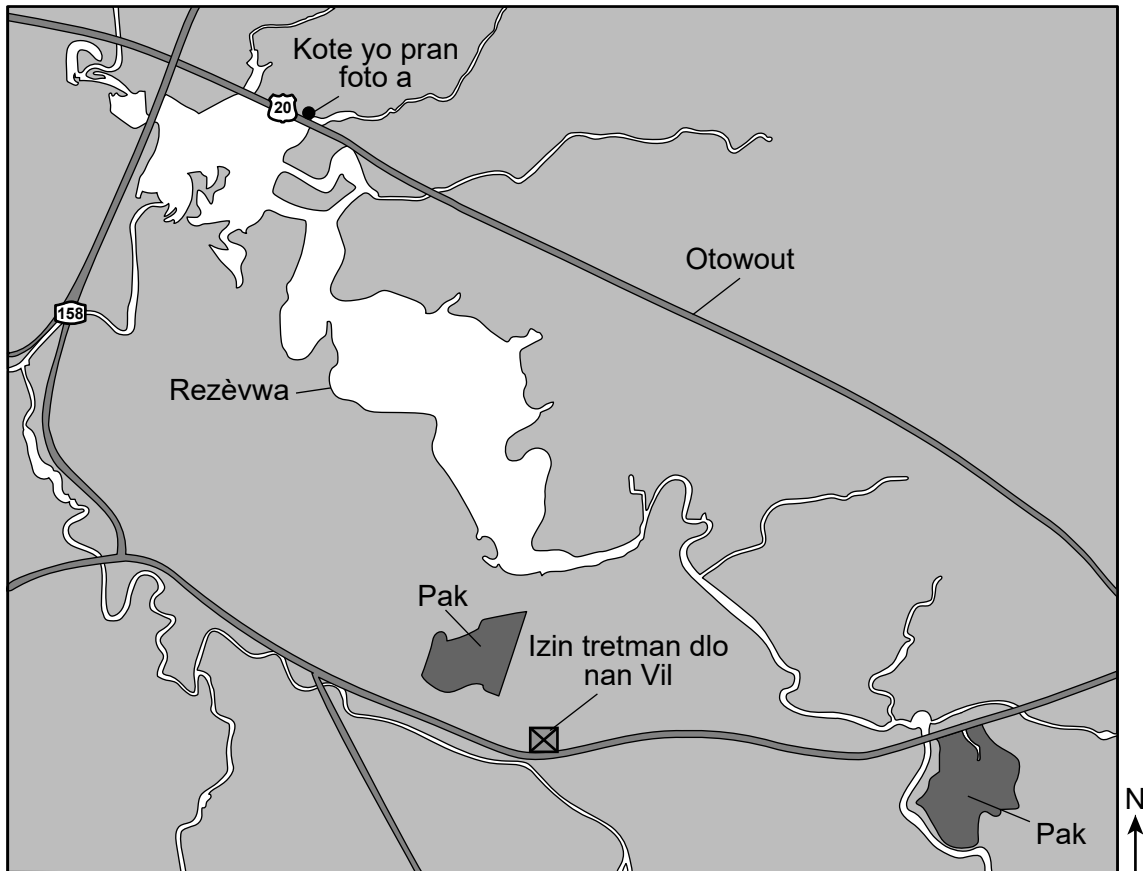 Kote yo pran
foto a
20
Otowout
158
Rezèvwa
Pak
Izin tretman dlo
nan Vil
Pak
N